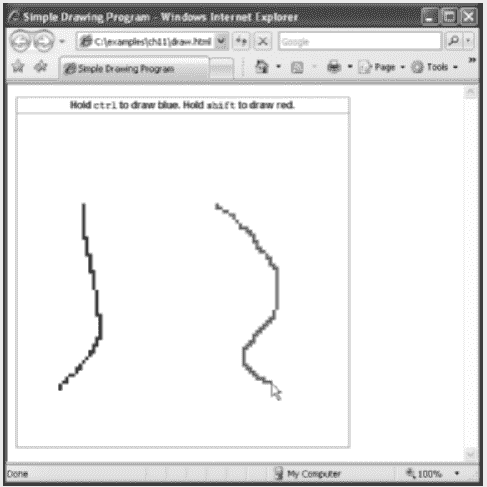 Simple Drawing Program - Windows Internet Explorer
C:\examples\ch11\draw.html
Google
Simple Drawing Program
Page
Tools
»
Hold ctrl to draw blue. Hold shift to draw red.
Done
My Computer
100%